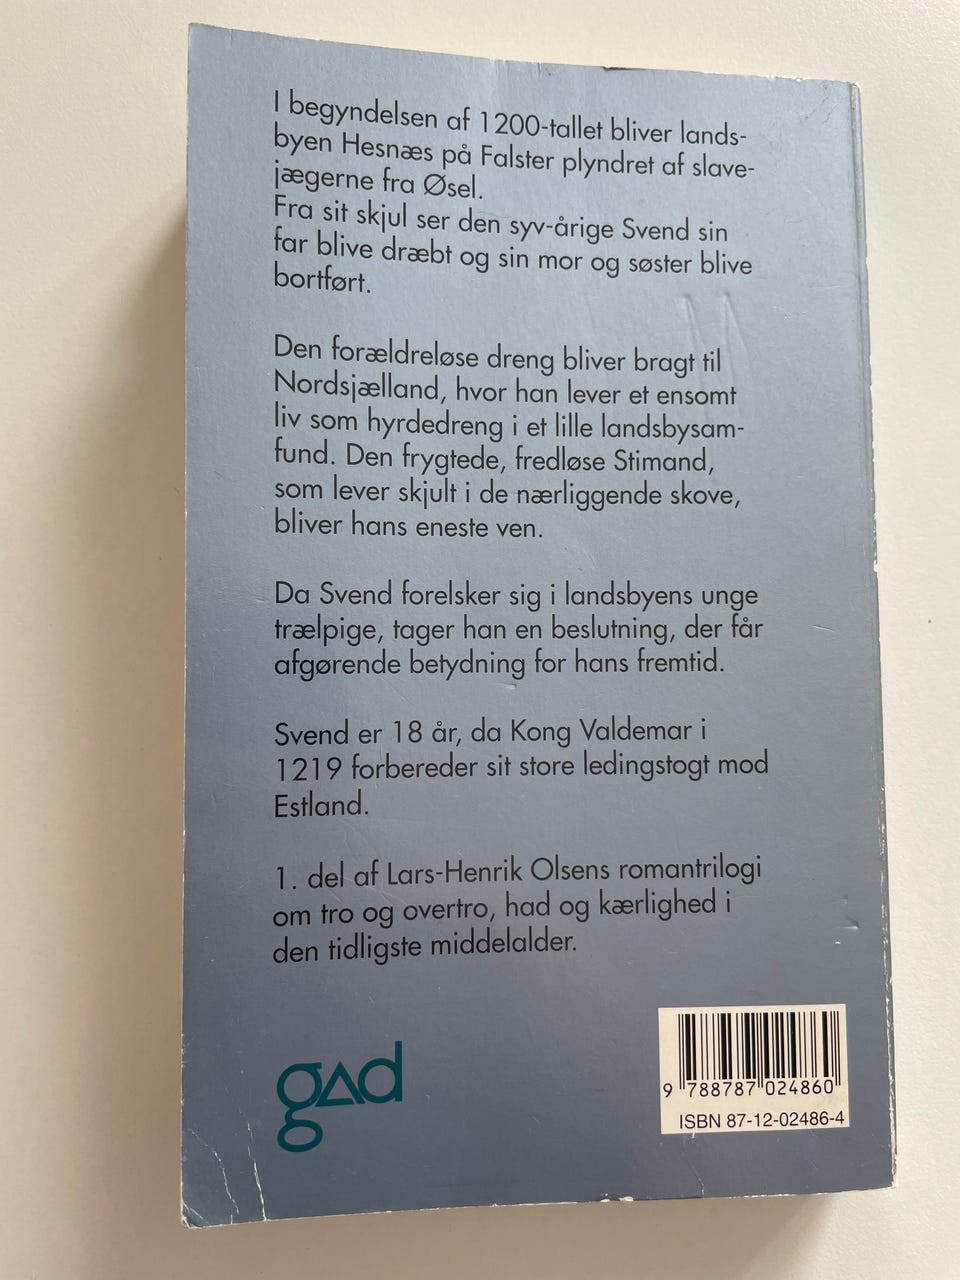 I begyndelsen af 1200-tallet bliver lands-
byen Hesnæs på Falster plyndret af slave-
jægerne fra Øsel.
Fra sit skjul ser den syv-årige Svend sin
far blive dræbt og sin mor og søster blive
bortført.
Den forældreløse dreng bliver bragt til
Nordsjælland, hvor han lever et ensomt
liv som hyrdedreng i et lille landsbysam-
fund. Den frygtede, fredløse Stimand,
som lever skjult i de nærliggende skove,
bliver hans eneste ven.
Da Svend forelsker sig i landsbyens unge
trælpige, tager han en beslutning, der får
afgørende betydning for hans fremtid.
Svend er 18 år, da Kong Valdemar i
1219 forbereder sit store ledingstogt mod
Estland.
1. del af Lars-Henrik Olsens romantrilogi
om tro og overtro, had og kærlighed i
den tidligste middelalder.
gad
9 788787 024860
ISBN 87-12-02486-4